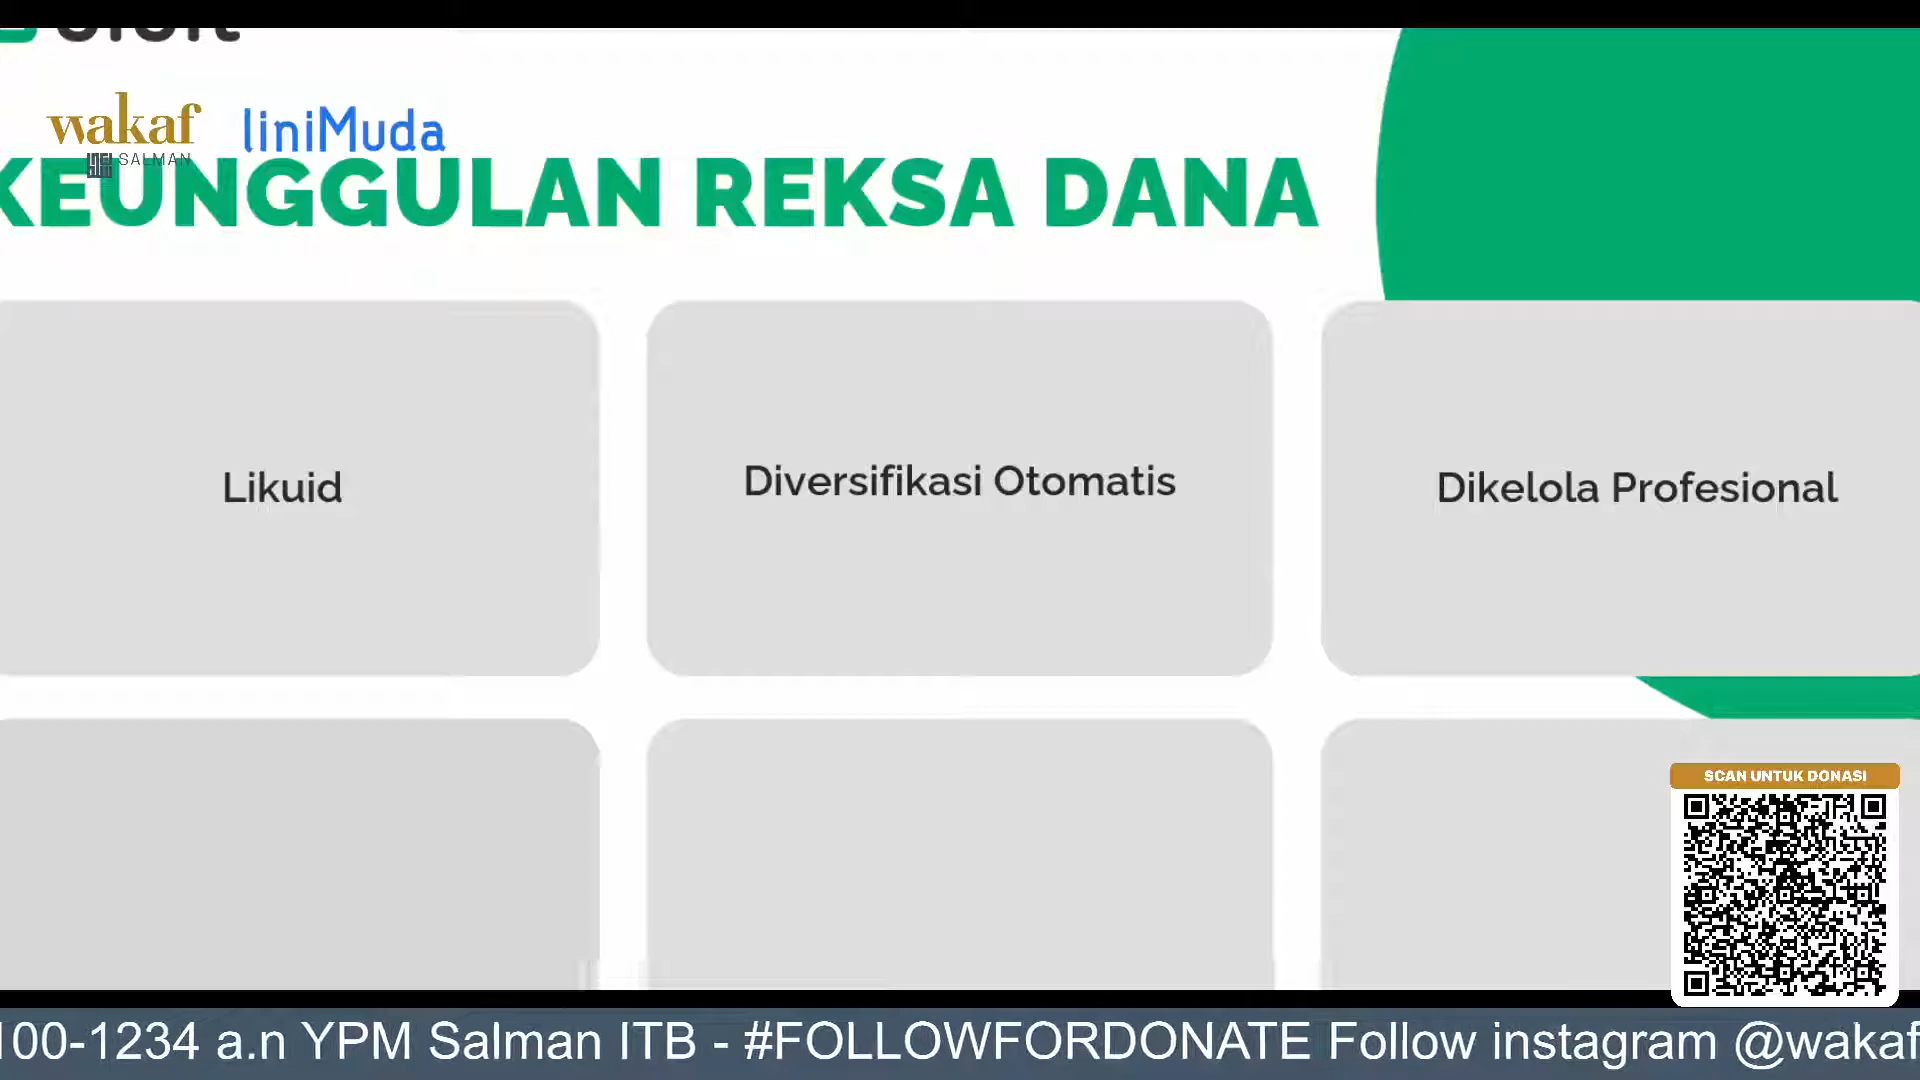 wakaf
SALMAN
liniMuda
KEUNGGULAN REKSA DANA
Likuid
Diversifikasi Otomatis
Dikelola Profesional
SCAN UNTUK DONASI
100-1234 a.n YPM Salman ITB - #FOLLOWFORDONATE Follow instagram @wakaf